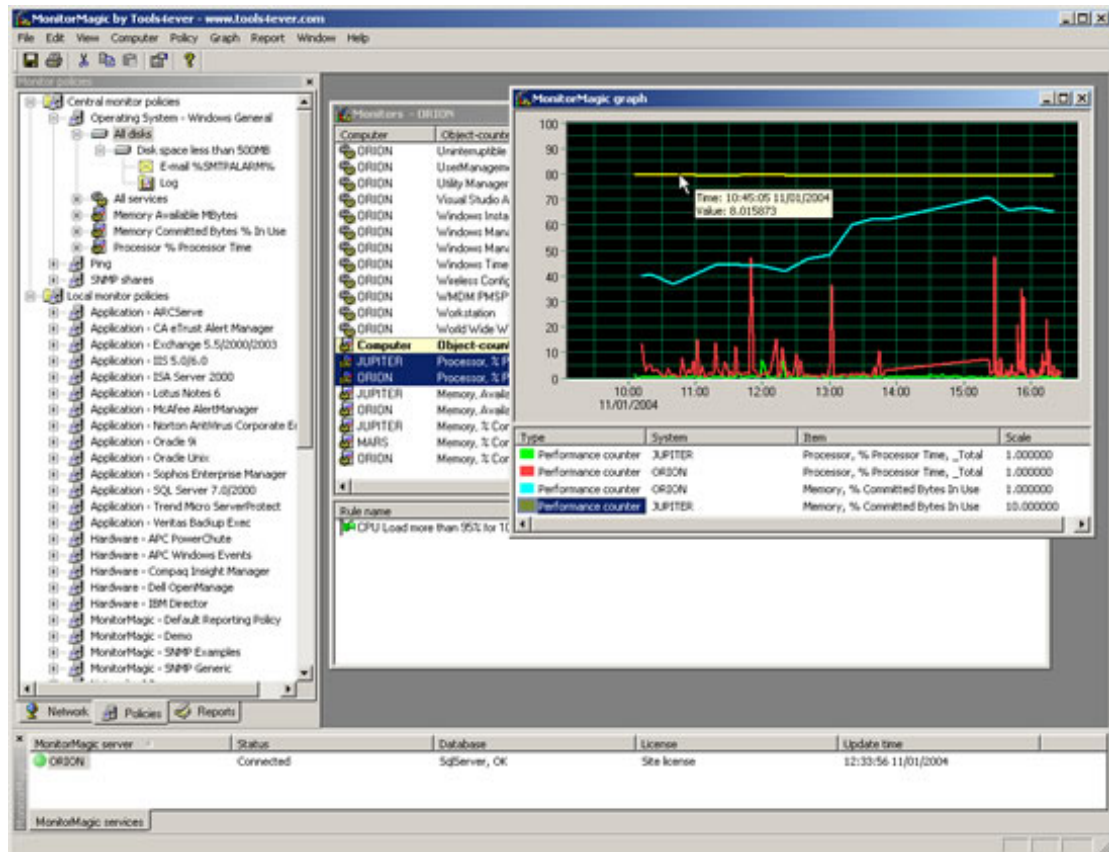 MonitorMagic by Tools4ever - www.tools4ever.com
File Edit View Computer Policy Graph Report Window Help
Monitor policies
Central monitor policies
Operating System - Windows General
All disks
Disk space less than 500MB
E-mail %SMTPALARM%
Log
All services
Memory Available MBytes
Memory Committed Bytes % In Use
Processor % Processor Time
Ping
SNMP shares
Local monitor policies
Application - ARCServe
Application - CA eTrust Alert Manager
Application - Exchange 5.5/2000/2003
Application - IIS 5.0/6.0
Application - ISA Server 2000
Application - Lotus Notes 6
Application - McAfee AlertManager
Application - Norton AntiVirus Corporate E
Application - Oracle 9i
Application - Oracle Unix
Application - Sophos Enterprise Manager
Application - SQL Server 7.0/2000
Application - Trend Micro ServerProtect
Application - Veritas Backup Exec
Hardware - APC PowerChute
Hardware - APC Windows Events
Hardware - Compaq Insight Manager
Hardware - Dell OpenManage
Hardware - IBM Director
MonitorMagic - Default Reporting Policy
MonitorMagic - Demo
MonitorMagic - SNMP Examples
MonitorMagic - SNMP Generic
Network Policies Reports
Monitors - ORION
Computer Object-counte
ORION Uninterruptible
ORION UserManagem
ORION Utility Manager
ORION Visual Studio A
ORION Windows Insta
ORION Windows Mana
ORION Windows Mana
ORION Windows Time
ORION Wireless Config
ORION WMDM PMSP
ORION Workstation
ORION World Wide W
Computer Object-coun
JUPITER Processor, % P
ORION Processor, % P
JUPITER Memory, Availa
ORION Memory, Availa
JUPITER Memory, % Com
MARS Memory, % Com
ORION Memory, % Com
Rule name
CPU Load more than 95% for 10
MonitorMagic graph
100
90
80
70
60
50
40
30
20
10
0
Time: 10:45:05 11/01/2004
Value: 8.015873
10:00 11:00 12:00 13:00 14:00 15:00 16:00
11/01/2004
Type System Item Scale
Performance counter JUPITER Processor, % Processor Time, _Total 1.000000
Performance counter ORION Processor, % Processor Time, _Total 1.000000
Performance counter ORION Memory, % Committed Bytes In Use 1.000000
Performance counter JUPITER Memory, % Committed Bytes In Use 10.000000
MonitorMagic server Status Database License Update time
ORION Connected SqlServer, OK Site license 12:33:56 11/01/2004
MonitorMagic services